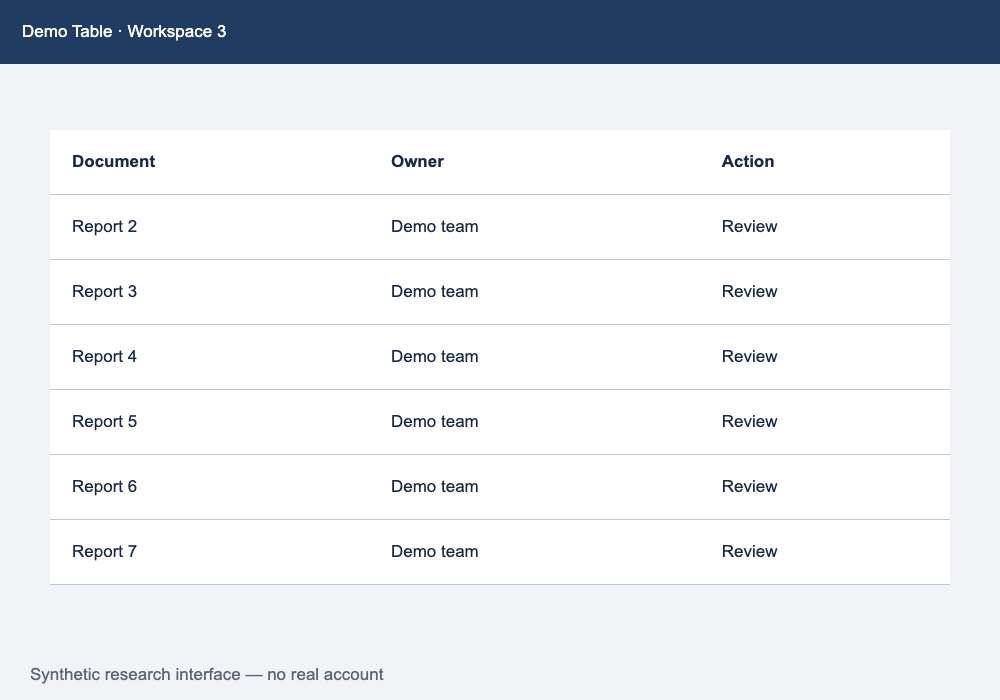 Demo Table · Workspace 3
Document Owner Action
Report 2 Demo team Review
Report 3 Demo team Review
Report 4 Demo team Review
Report 5 Demo team Review
Report 6 Demo team Review
Report 7 Demo team Review
Synthetic research interface — no real account